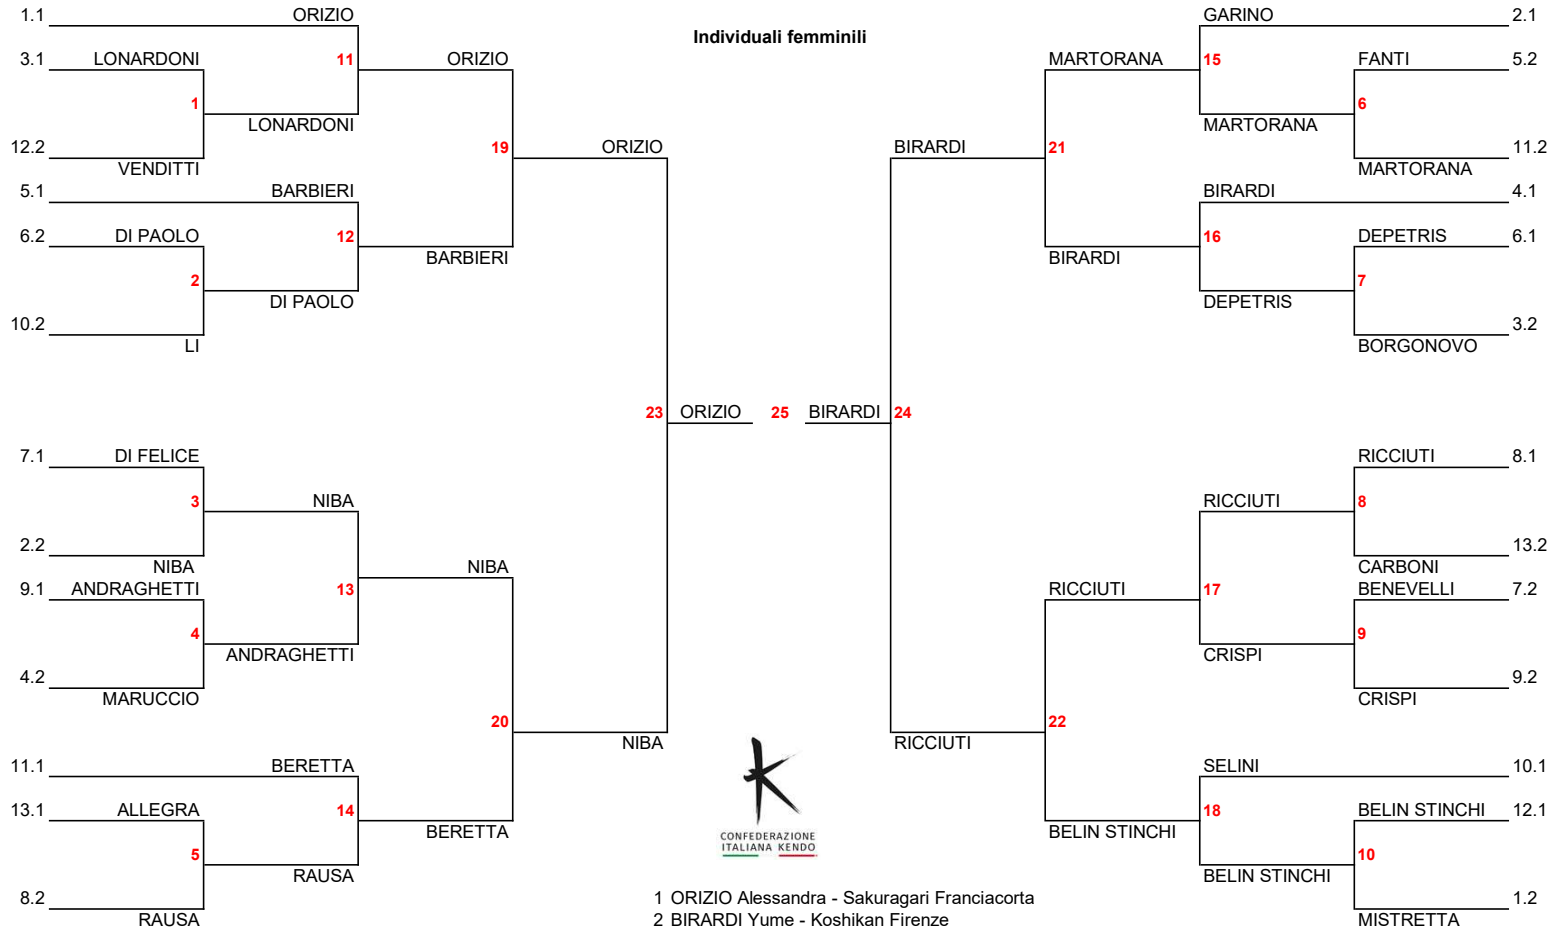 Individuali femminili
1.1 ORIZIO
3.1 LONARDONI 11 ORIZIO
1
LONARDONI
12.2 19 ORIZIO
VENDITTI
5.1 BARBIERI
6.2 DI PAOLO 12
BARBIERI
2
DI PAOLO
10.2
LI
23 ORIZIO 25 BIRARDI 24
7.1 DI FELICE
3 NIBA
2.2
NIBA NIBA
9.1 ANDRAGHETTI 13
4
ANDRAGHETTI
4.2
MARUCCIO
20
NIBA
11.1 BERETTA
13.1 ALLEGRA 14
BERETTA
5
RAUSA
8.2
RAUSA
GARINO 2.1
MARTORANA 15 FANTI 5.2
6
MARTORANA
BIRARDI 21 11.2
MARTORANA
BIRARDI 4.1
16 DEPETRIS 6.1
BIRARDI
7
DEPETRIS
3.2
BORGONOVO
RICCIUTI 8.1
RICCIUTI 8
13.2
CARBONI
RICCIUTI 17 BENEVELLI 7.2
9
CRISPI
9.2
CRISPI
22
RICCIUTI
SELINI 10.1
18 BELIN STINCHI 12.1
BELIN STINCHI
10
BELIN STINCHI
1.2
MISTRETTA
CONFEDERAZIONE
ITALIANA KENDO
1 ORIZIO Alessandra - Sakuragari Franciacorta
2 BIRARDI Yume - Koshikan Firenze